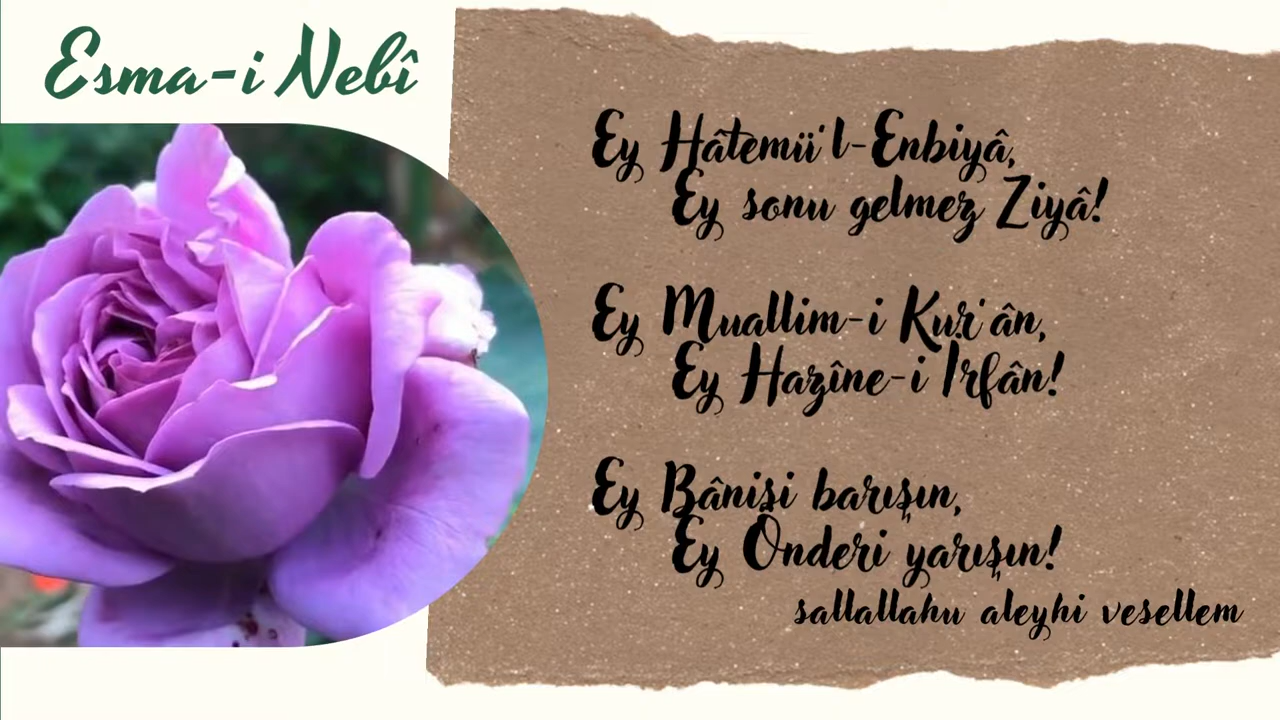 Esma-i Nebî
Ey Hâtemü'l-Enbiyâ,
Ey sonu gelmez Ziyâ!
Ey Muallim-i Kur'ân,
Ey Hazîne-i İrfân!
Ey Bânisi barışın,
Ey Önderi yarışın!
sallallahu aleyhi vesellem